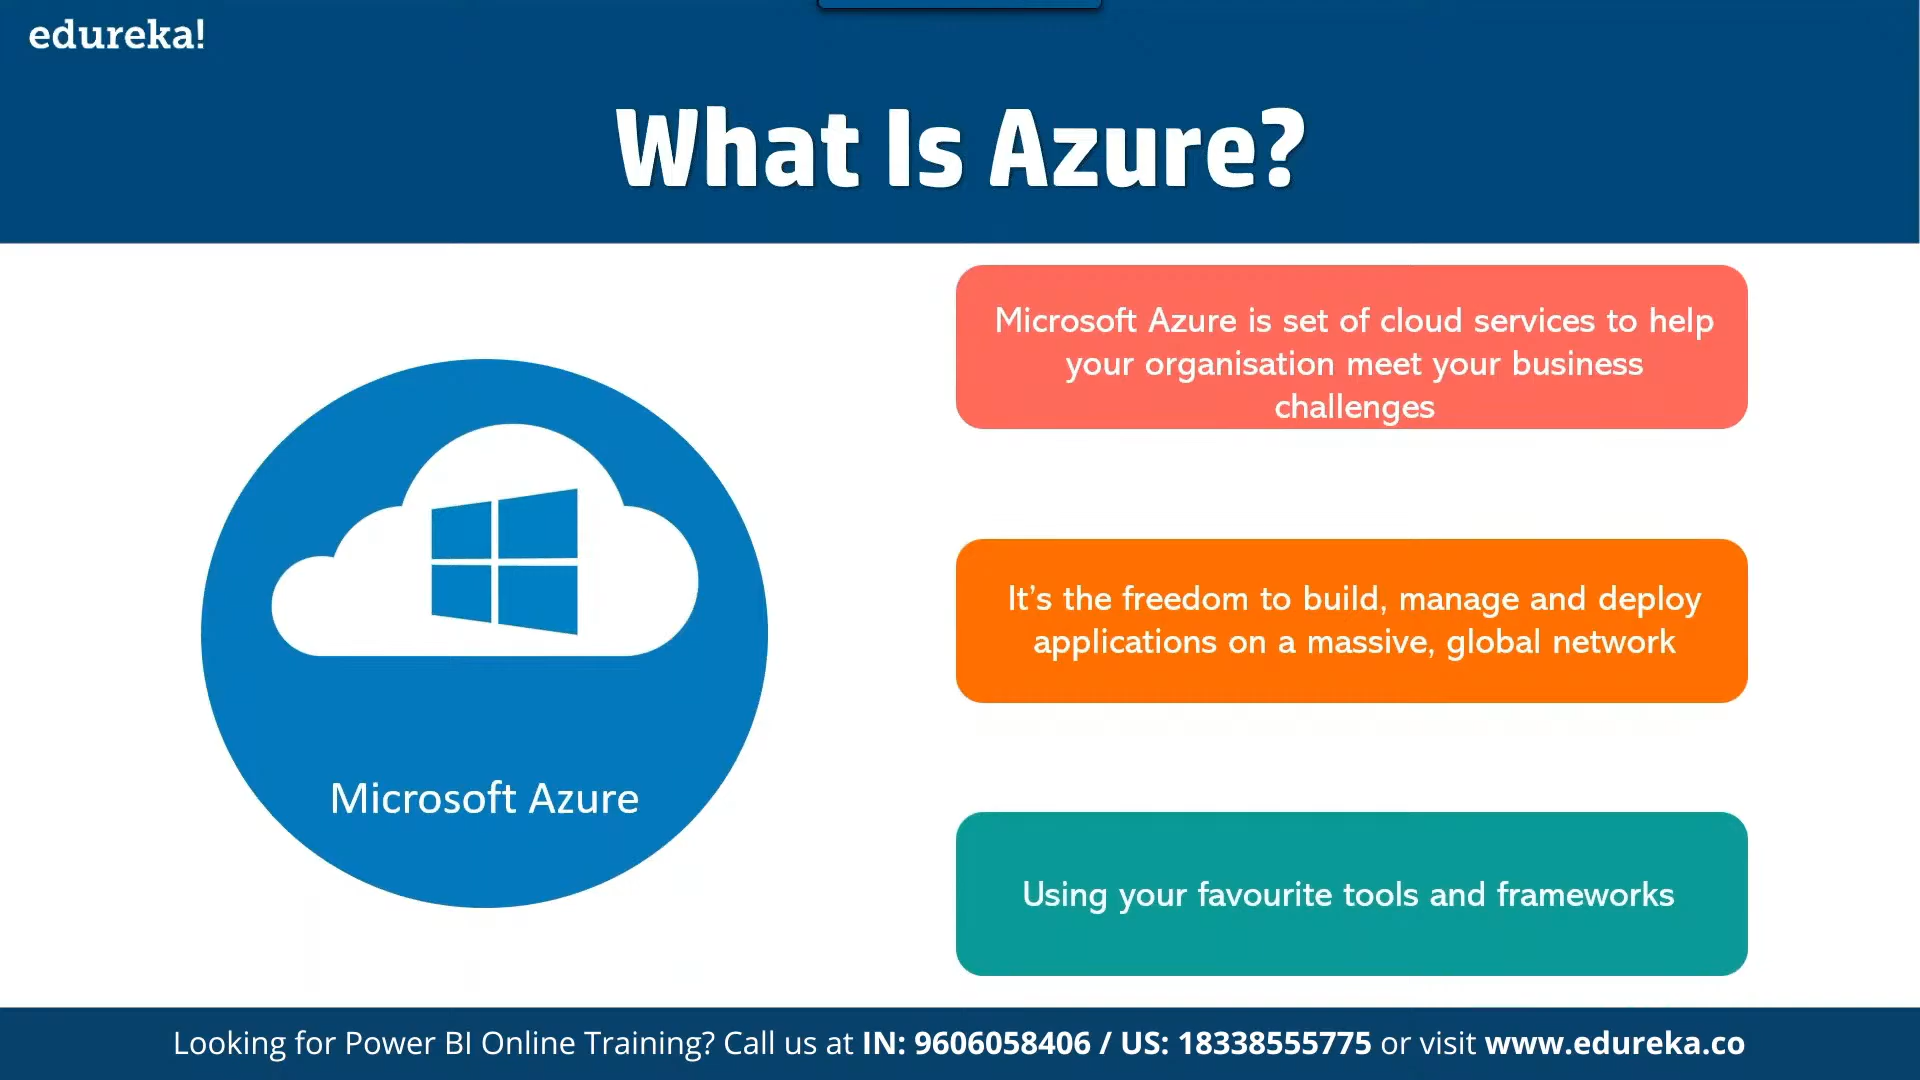 edureka!
What Is Azure?
Microsoft Azure is set of cloud services to help
your organisation meet your business
challenges
It's the freedom to build, manage and deploy
applications on a massive, global network
Microsoft Azure
Using your favourite tools and frameworks
Looking for Power BI Online Training? Call us at IN: 9606058406 / US: 18338555775 or visit www.edureka.co